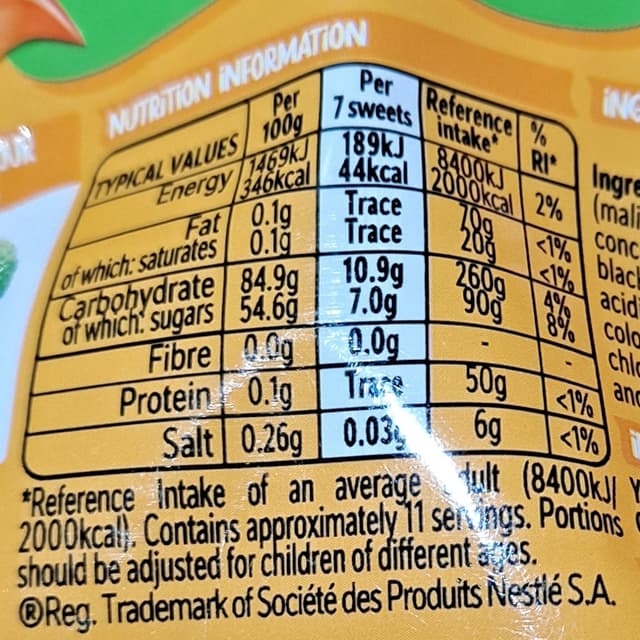 NUTRITION INFORMATION
TYPICAL VALUES Per 100g Per 7 sweets Reference intake* % RI*
Energy 1469kJ 189kJ 8400kJ
346kcal 44kcal 2000kcal 2%
Fat 0.1g Trace 70g <1%
of which: saturates 0.1g Trace 20g <1%
Carbohydrate 84.9g 10.9g 260g 4%
of which: sugars 54.6g 7.0g 90g 8%
Fibre 0.0g 0.0g - -
Protein 0.1g Trace 50g <1%
Salt 0.26g 0.03g 6g <1%
*Reference Intake of an average adult (8400kJ/
2000kcal). Contains approximately 11 servings. Portions
should be adjusted for children of different ages.
®Reg. Trademark of Société des Produits Nestlé S.A.